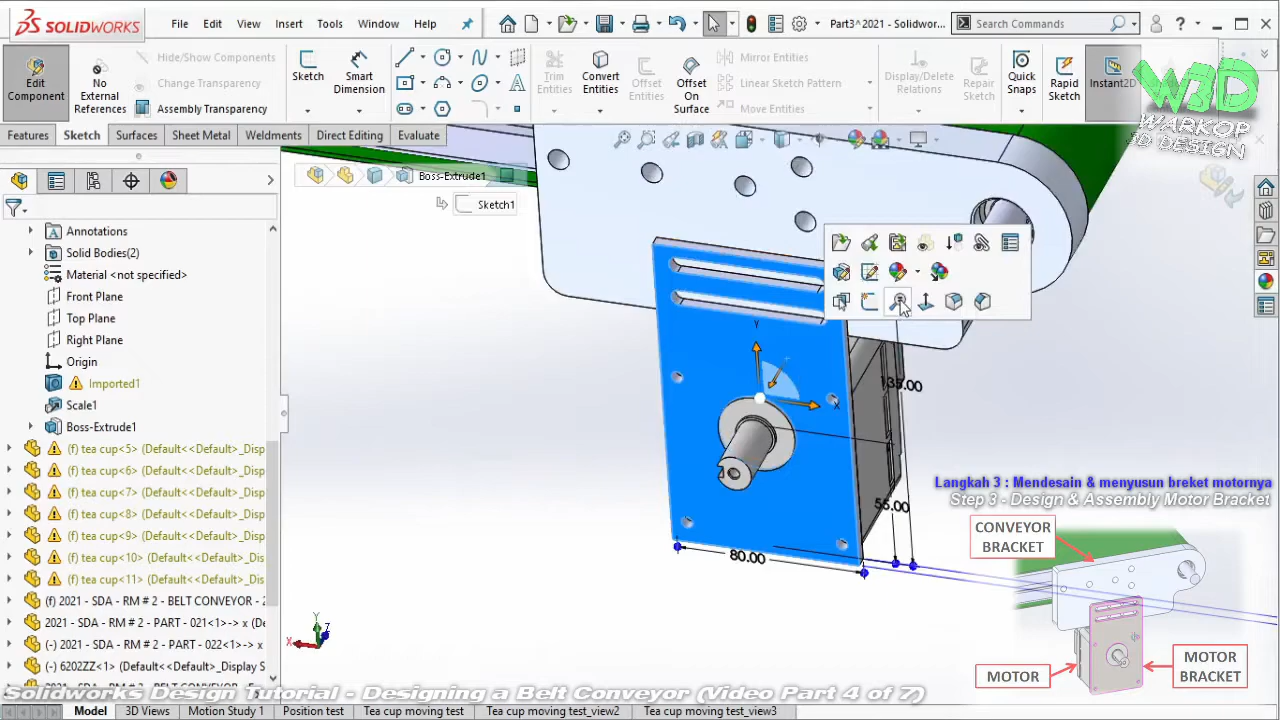 SOLIDWORKS
File Edit View Insert Tools Window Help
Part3^2021 - Solidwor...
Search Commands
Edit Component
No External References
Hide/Show Components
Change Transparency
Assembly Transparency
Sketch
Smart Dimension
Trim Entities
Convert Entities
Offset Entities
Offset On Surface
Mirror Entities
Linear Sketch Pattern
Move Entities
Display/Delete Relations
Repair Sketch
Quick Snaps
Rapid Sketch
Instant2D
W3D
WARKOP
3D DESIGN
Features Sketch Surfaces Sheet Metal Weldments Direct Editing Evaluate
Boss-Extrude1
Sketch1
Annotations
Solid Bodies(2)
Material <not specified>
Front Plane
Top Plane
Right Plane
Origin
Imported1
Scale1
Boss-Extrude1
(f) tea cup<5> (Default<<Default>_Disp
(f) tea cup<6> (Default<<Default>_Disp
(f) tea cup<7> (Default<<Default>_Disp
(f) tea cup<8> (Default<<Default>_Disp
(f) tea cup<9> (Default<<Default>_Disp
(f) tea cup<10> (Default<<Default>_Disp
(f) tea cup<11> (Default<<Default>_Disp
(f) 2021 - SDA - RM # 2 - BELT CONVEYOR - 2
2021 - SDA - RM # 2 - PART - 021<1>-> x (De
(-) 2021 - SDA - RM # 2 - PART - 022<1>-> x
(-) 6202ZZ<1> (Default<<Default>_Display S
Y
X
135.00
55.00
80.00
Y
Z
X
Langkah 3 : Mendesain & menyusun breket motornya
Step 3 - Design & Assembly Motor Bracket
CONVEYOR
BRACKET
MOTOR
MOTOR
BRACKET
Solidworks Design Tutorial - Designing a Belt Conveyor (Video Part 4 of 7)
Model 3D Views Motion Study 1 Position test Tea cup moving test Tea cup moving test_view2 Tea cup moving test_view3